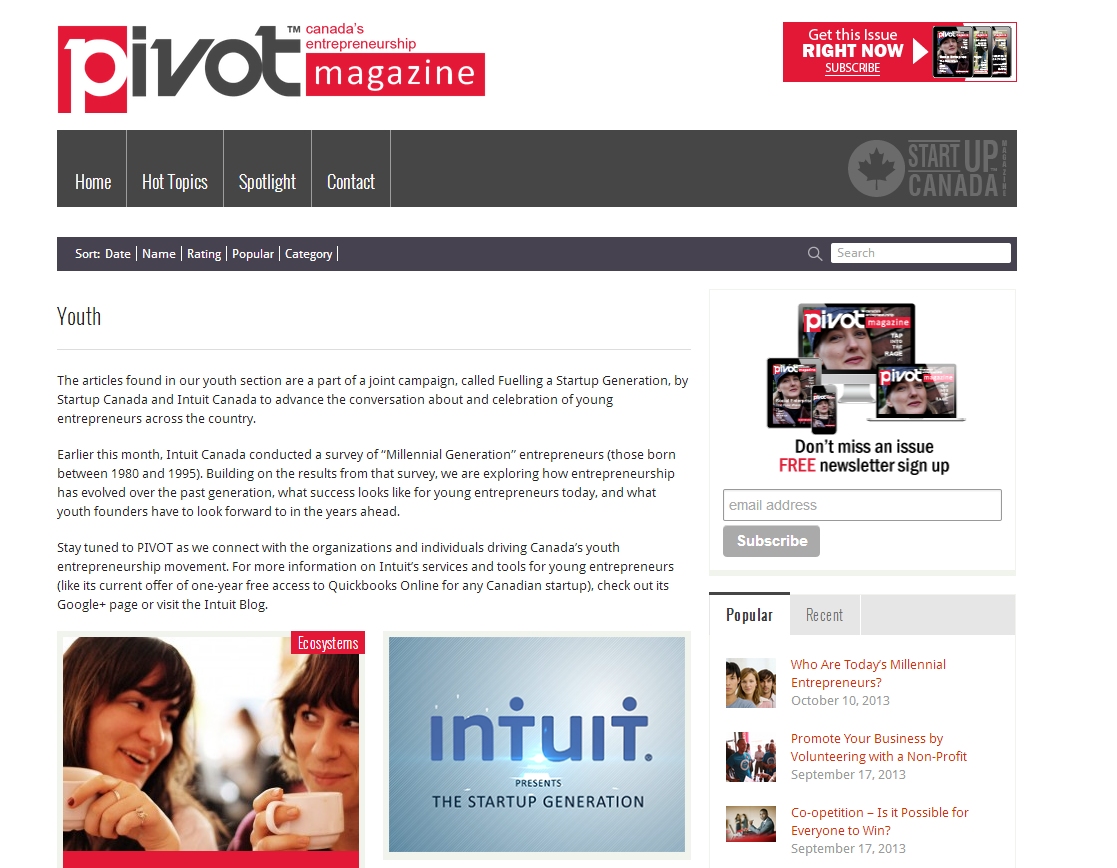 pivot™ canada's
entrepreneurship
magazine
Get this Issue
RIGHT NOW
SUBSCRIBE
Home
Hot Topics
Spotlight
Contact
START UP
CANADA
MAGAZINE
Sort: Date | Name | Rating | Popular | Category |
Search
Youth
The articles found in our youth section are a part of a joint campaign, called Fuelling a Startup Generation, by
Startup Canada and Intuit Canada to advance the conversation about and celebration of young
entrepreneurs across the country.
Earlier this month, Intuit Canada conducted a survey of “Millennial Generation” entrepreneurs (those born
between 1980 and 1995). Building on the results from that survey, we are exploring how entrepreneurship
has evolved over the past generation, what success looks like for young entrepreneurs today, and what
youth founders have to look forward to in the years ahead.
Stay tuned to PIVOT as we connect with the organizations and individuals driving Canada’s youth
entrepreneurship movement. For more information on Intuit’s services and tools for young entrepreneurs
(like its current offer of one-year free access to Quickbooks Online for any Canadian startup), check out its
Google+ page or visit the Intuit Blog.
Ecosystems
intuit.
PRESENTS
THE STARTUP GENERATION
pivot magazine
TAP
INTO
THE
RAGE
pivot magazine
pivot magazine
Don't miss an issue
FREE newsletter sign up
email address
Subscribe
Popular
Recent
Who Are Today’s Millennial
Entrepreneurs?
October 10, 2013
Promote Your Business by
Volunteering with a Non-Profit
September 17, 2013
Co-opetition – Is it Possible for
Everyone to Win?
September 17, 2013